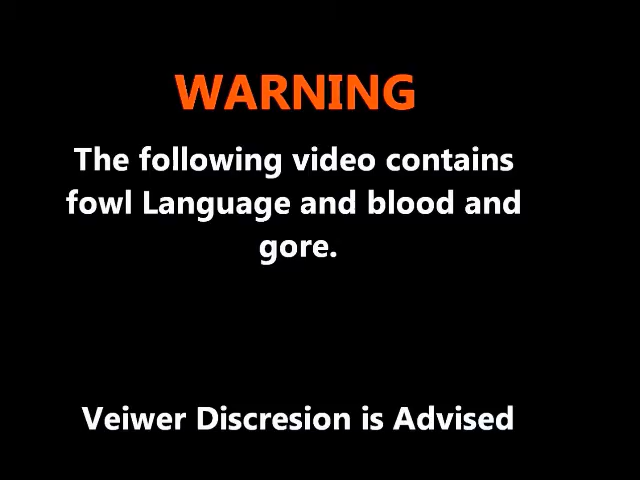 WARNING
The following video contains
fowl Language and blood and
gore.
Veiwer Discresion is Advised